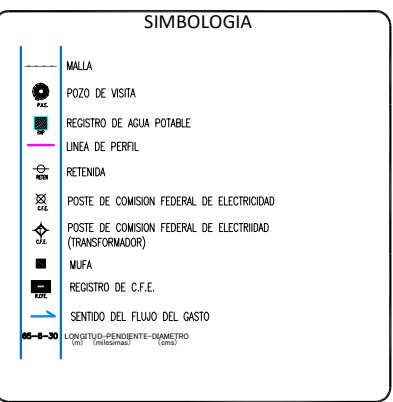 SIMBOLOGIA
MALLA
P.V.E. POZO DE VISITA
RAP REGISTRO DE AGUA POTABLE
LINEA DE PERFIL
RETEN RETENIDA
C.F.E. POSTE DE COMISION FEDERAL DE ELECTRICIDAD
C.F.E. POSTE DE COMISION FEDERAL DE ELECTRIIDAD
(TRANSFORMADOR)
MUFA
REGISTRO DE C.F.E.
SENTIDO DEL FLUJO DEL GASTO
65-6-30 LONGITUD-PENDIENTE-DIAMETRO
(m) (milesimas) (cms)